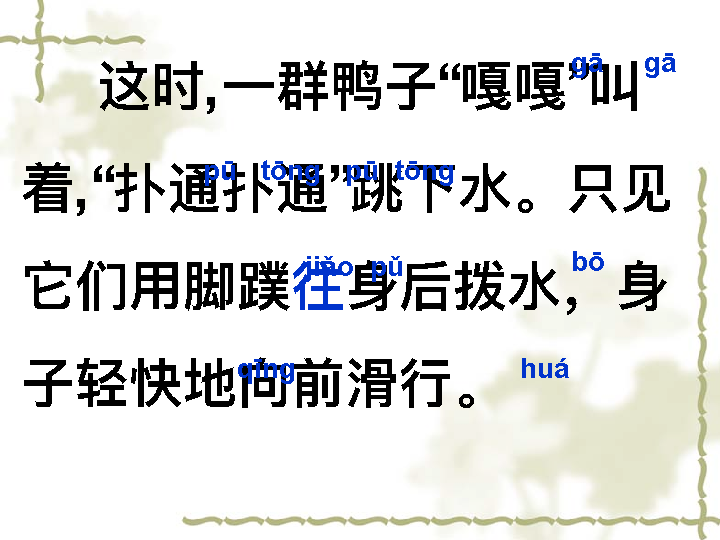 gā gā
这时,一群鸭子“嘎嘎”叫
pū tōng pū tōng
着,“扑通扑通”跳下水。只见
jiǎo pǔ bō
它们用脚蹼往身后拨水，身
qīng huá
子轻快地向前滑行。